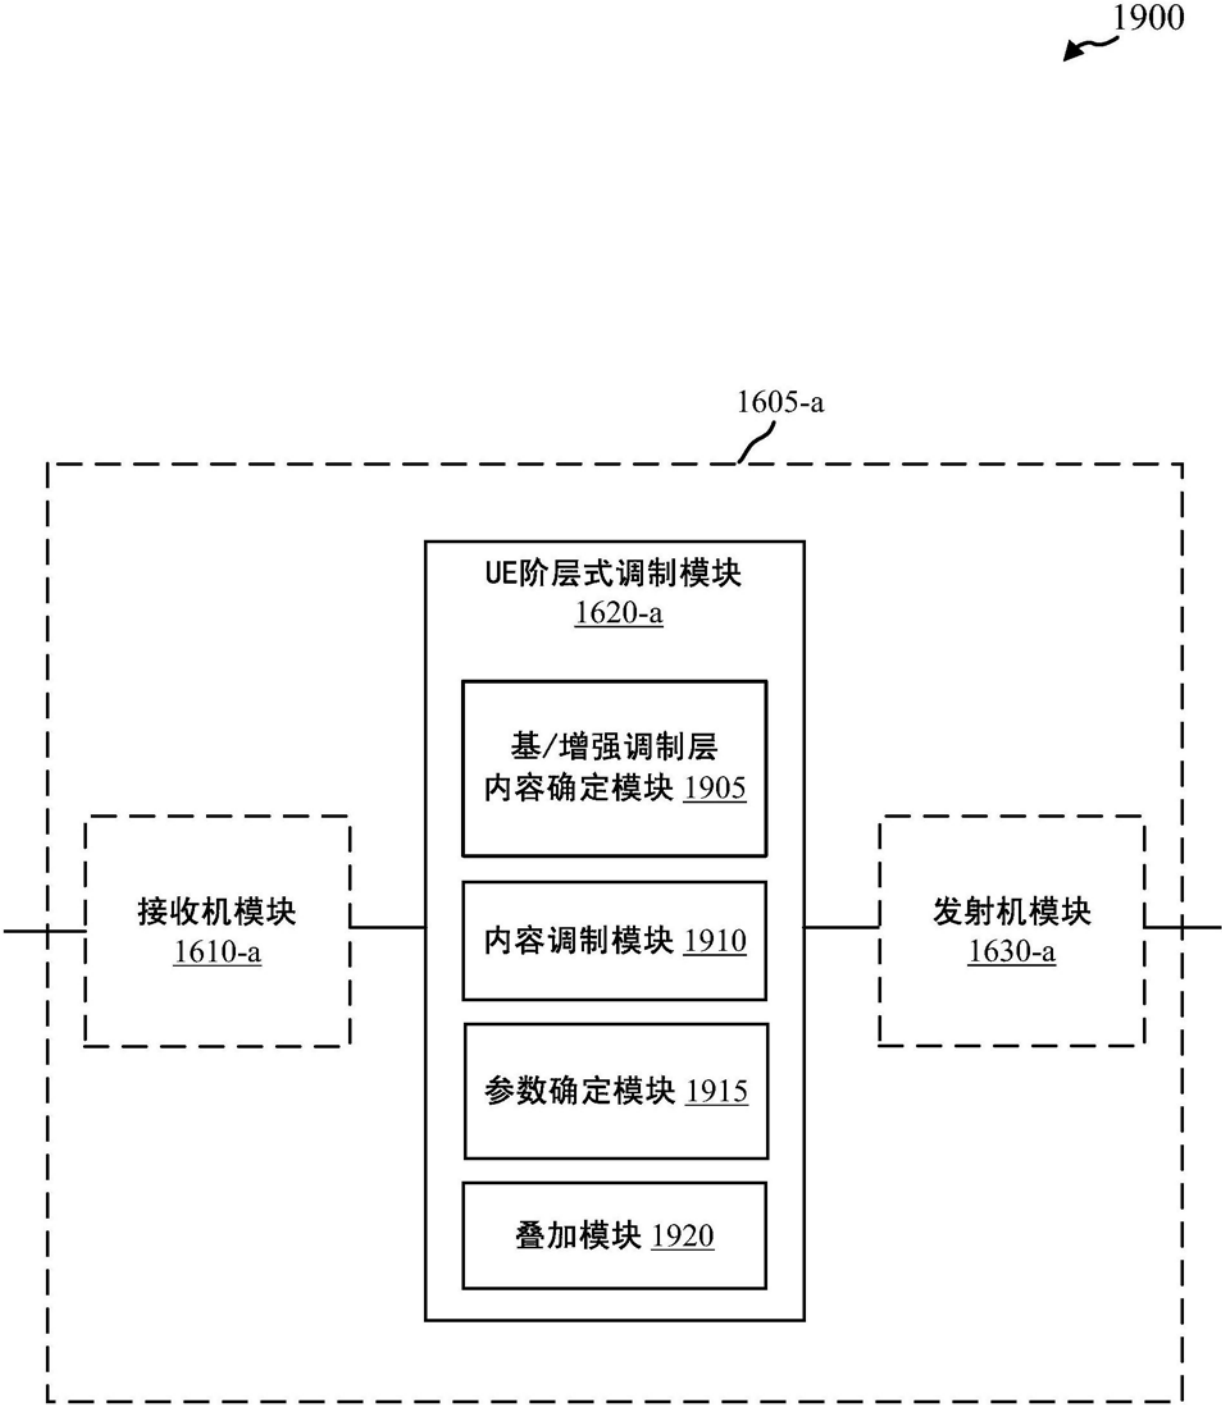 1900
1605-a
UE阶层式调制模块
1620-a
基/增强调制层
内容确定模块 1905
接收机模块
1610-a
内容调制模块 1910
发射机模块
1630-a
参数确定模块 1915
叠加模块 1920